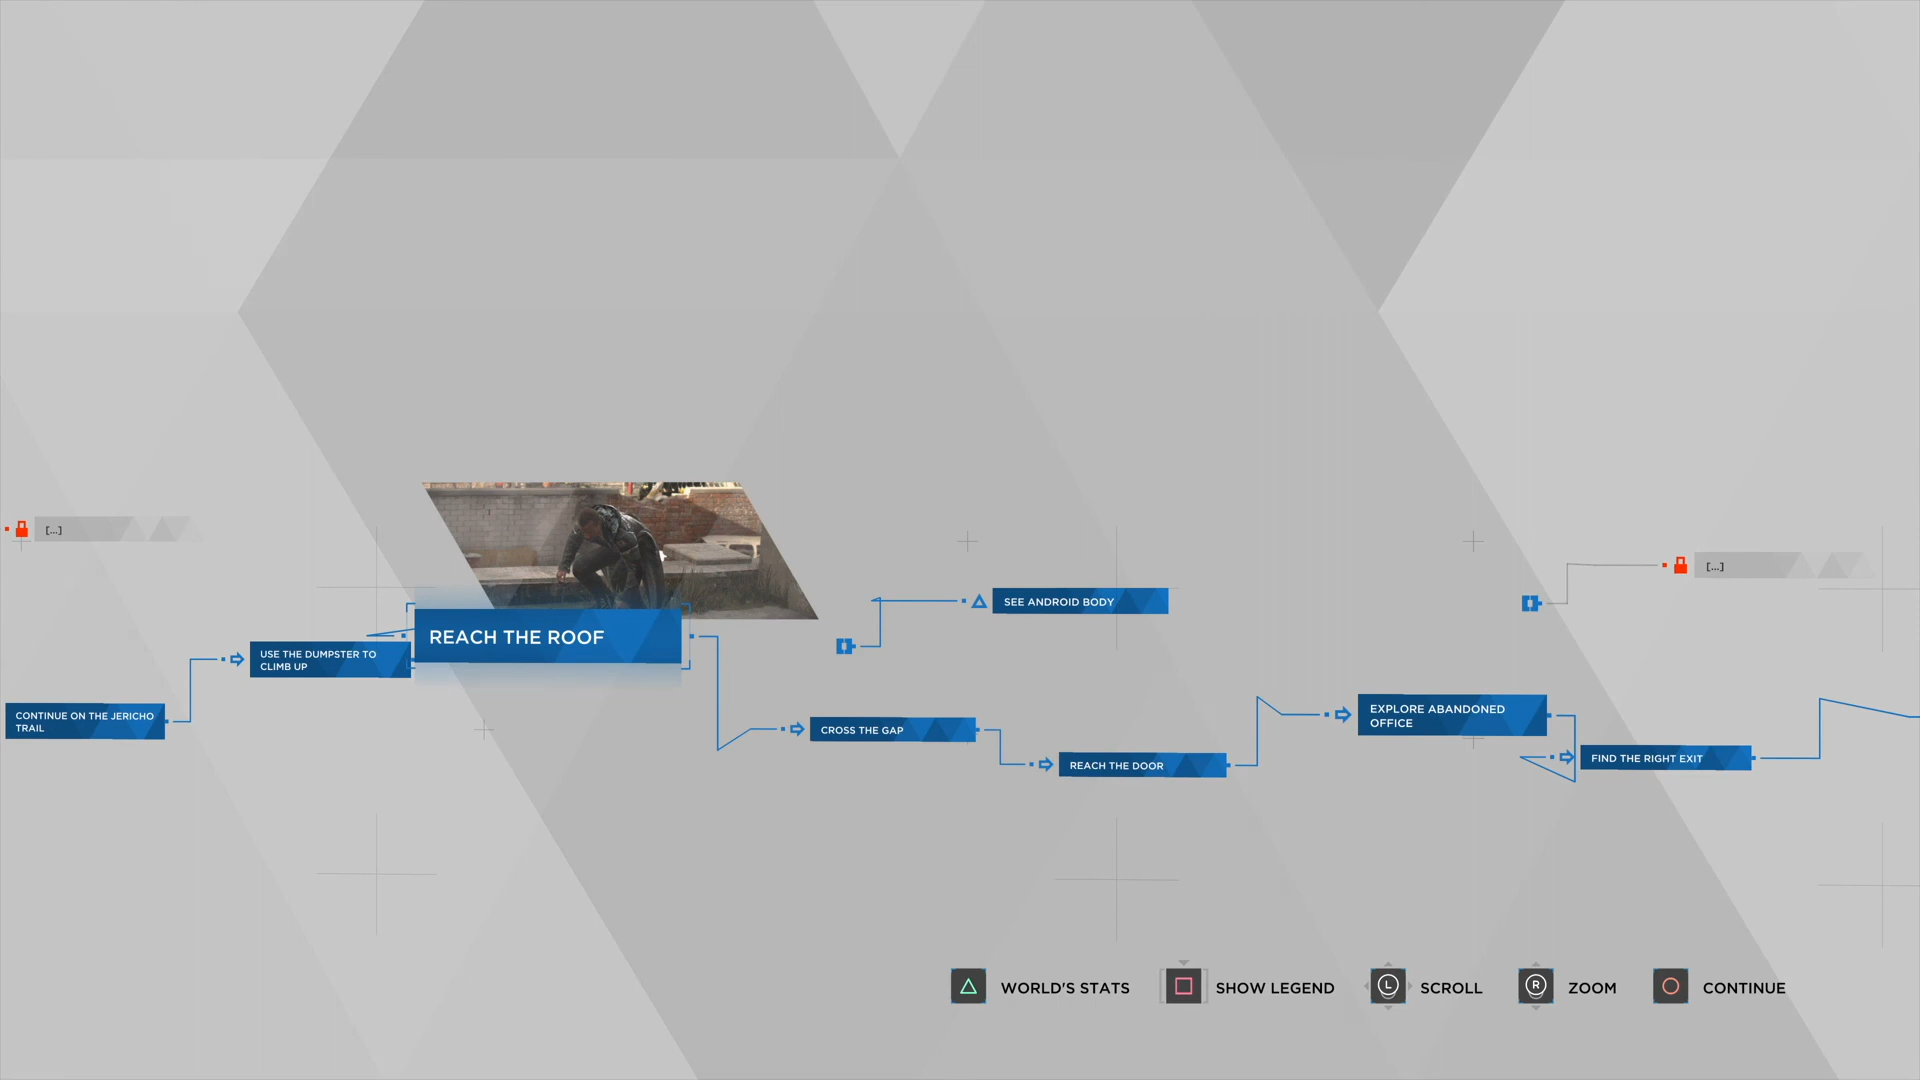 [...]
CONTINUE ON THE JERICHO
TRAIL
USE THE DUMPSTER TO
CLIMB UP
REACH THE ROOF
SEE ANDROID BODY
CROSS THE GAP
REACH THE DOOR
EXPLORE ABANDONED
OFFICE
[...]
FIND THE RIGHT EXIT
WORLD'S STATS
SHOW LEGEND
L
SCROLL
R
ZOOM
CONTINUE